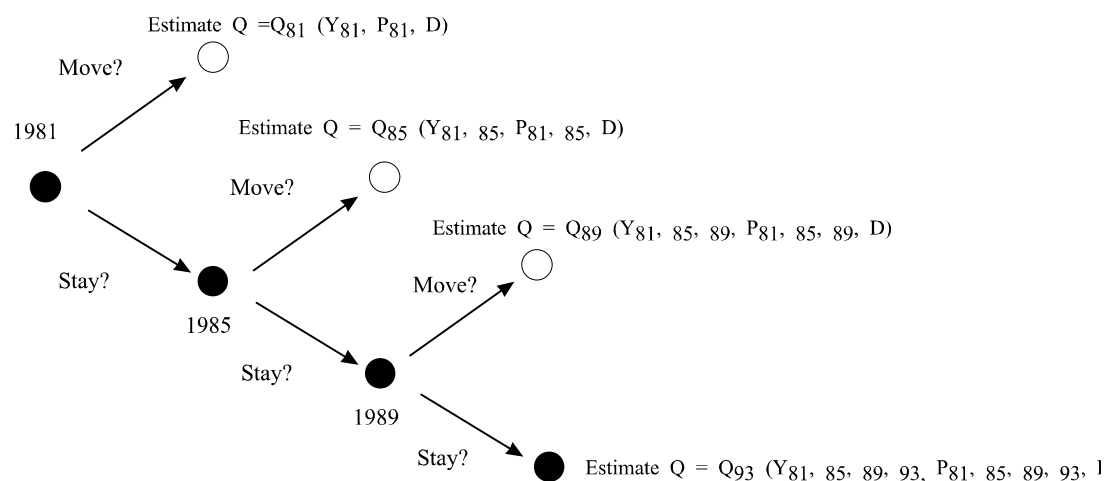 Estimate Q =Q81 (Y81, P81, D)
Move?
1981
Estimate Q = Q85 (Y81, 85, P81, 85, D)
Move?
Estimate Q = Q89 (Y81, 85, 89, P81, 85, 89, D)
Stay?
Move?
1985
Stay?
1989
Stay?
Estimate Q = Q93 (Y81, 85, 89, 93, P81, 85, 89, 93,